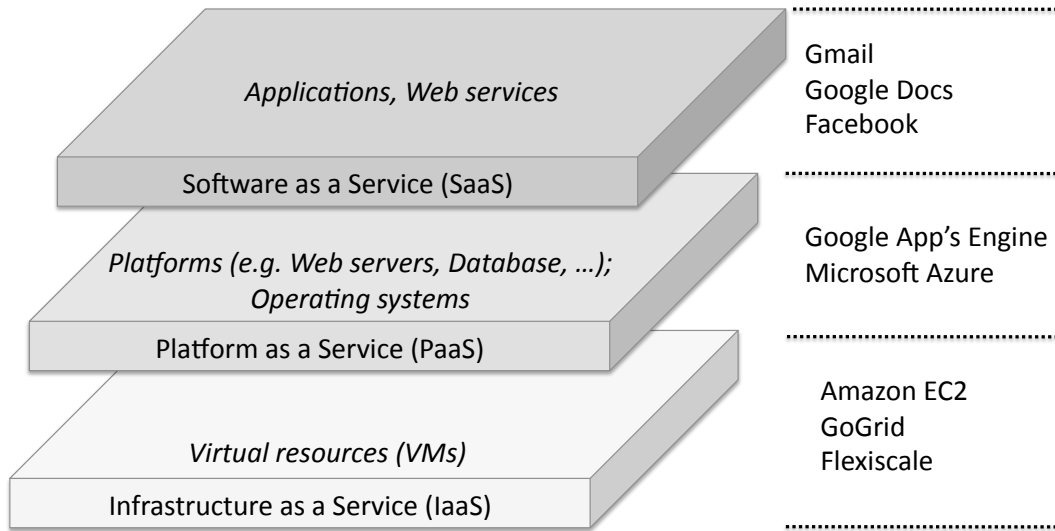 Applications, Web services
Software as a Service (SaaS)
Gmail
Google Docs
Facebook
Platforms (e.g. Web servers, Database, ...);
Operating systems
Platform as a Service (PaaS)
Google App’s Engine
Microsoft Azure
Virtual resources (VMs)
Infrastructure as a Service (IaaS)
Amazon EC2
GoGrid
Flexiscale